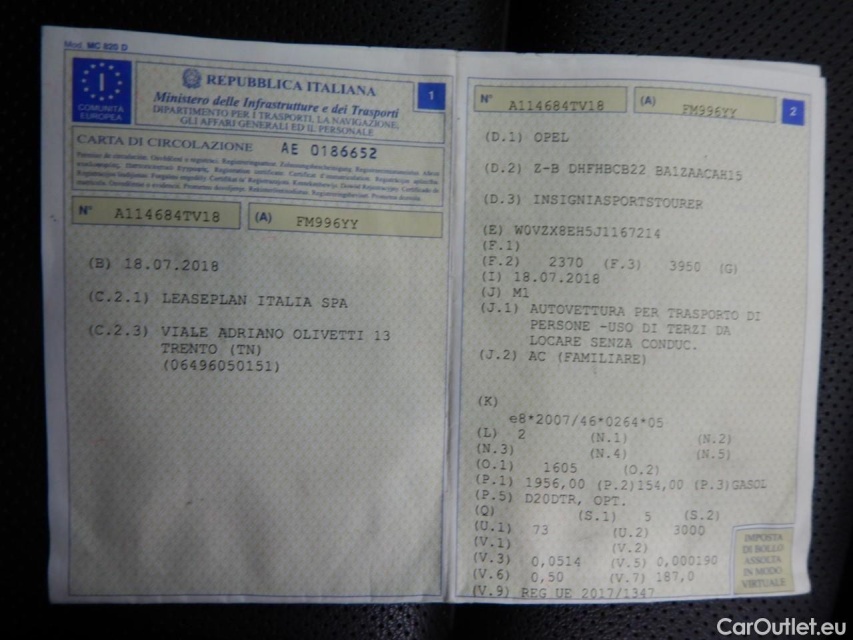 Mod. MC 820 D
I
COMUNITÀ
EUROPEA
REPUBBLICA ITALIANA
Ministero delle Infrastrutture e dei Trasporti
DIPARTIMENTO PER I TRASPORTI, LA NAVIGAZIONE,
GLI AFFARI GENERALI ED IL PERSONALE
1
CARTA DI CIRCOLAZIONE AE 0186652
N° A114684TV18 (A) FM996YY
(B) 18.07.2018
(C.2.1) LEASEPLAN ITALIA SPA
(C.2.3) VIALE ADRIANO OLIVETTI 13
TRENTO (TN)
(06496050151)
N° A114684TV18 (A) FM996YY
2
(D.1) OPEL
(D.2) Z-B DHFHBCB22 BA1ZAACAH15
(D.3) INSIGNIASPORTSTOURER
(E) W0VZX8EH5J1167214
(F.1)
(F.2) 2370 (F.3) 3950 (G)
(I) 18.07.2018
(J) M1
(J.1) AUTOVETTURA PER TRASPORTO DI
PERSONE -USO DI TERZI DA
LOCARE SENZA CONDUC.
(J.2) AC (FAMILIARE)
(K)
e8*2007/46*0264*05
(L) 2 (N.1) (N.2)
(N.3) (N.4) (N.5)
(O.1) 1605 (O.2)
(P.1) 1956,00 (P.2)154,00 (P.3)GASOL
(P.5) D20DTR, OPT.
(Q) (S.1) 5 (S.2)
(U.1) 73 (U.2) 3000
(V.1) (V.2)
(V.3) 0,0514 (V.5) 0,000190
(V.6) 0,50 (V.7) 187,0
(V.9) REG UE 2017/1347
IMPOSTA
DI BOLLO
ASSOLTA
IN MODO
VIRTUALE
CarOutlet.eu